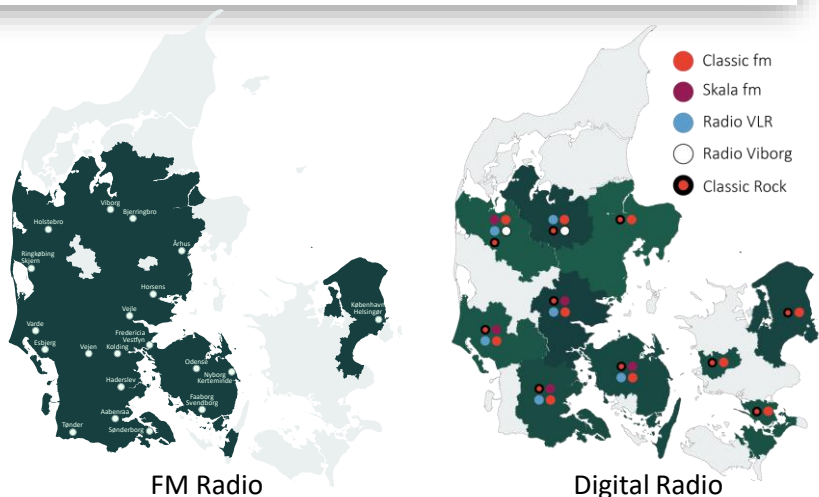 Viborg
Bjerringbro
Holstebro
Århus
Ringkøbing
Skjern
Horsens
København
Helsingør
Vejle
Varde
Fredericia
Vestfyn
Esbjerg
Vejen
Kolding
Odense
Nyborg
Kerteminde
Haderslev
Faaborg
Svendborg
Aabenraa
Tønder
Sønderborg
FM Radio
Classic fm
Skala fm
Radio VLR
Radio Viborg
Classic Rock
Digital Radio